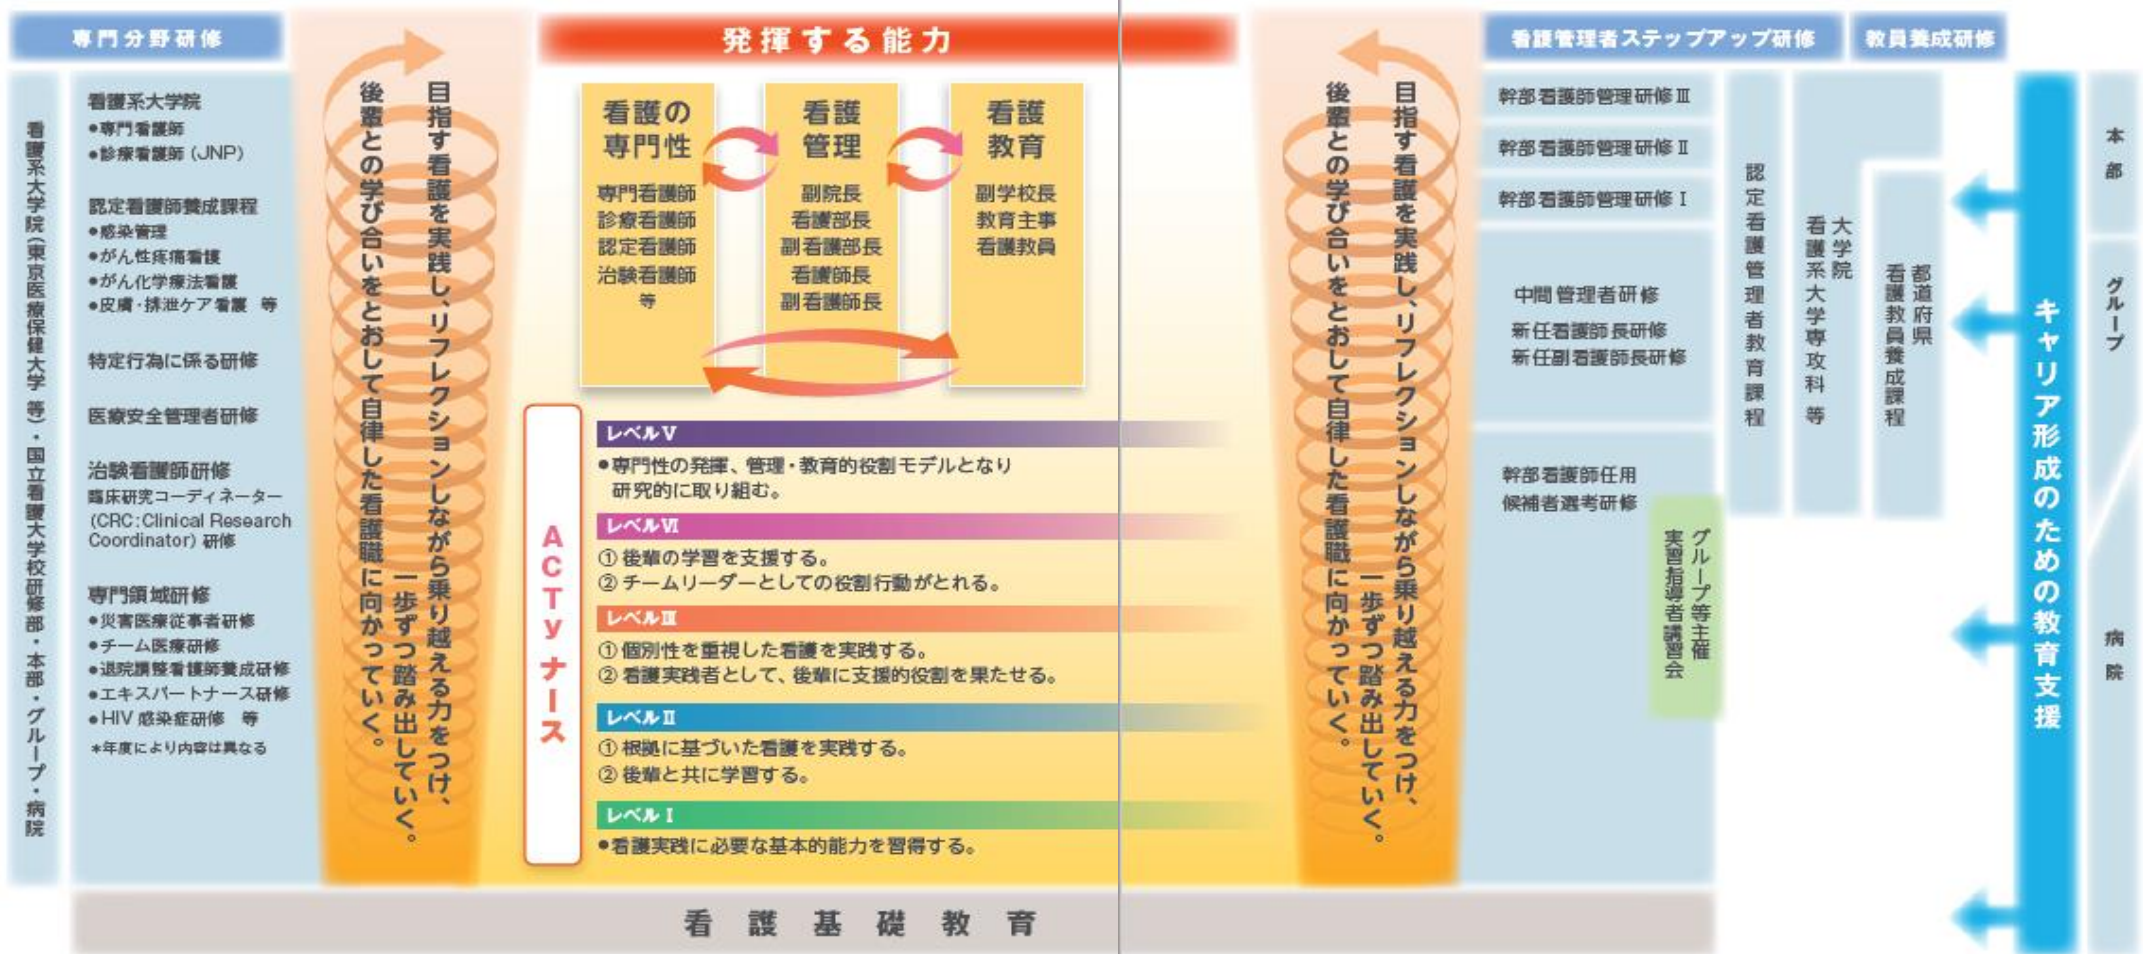 専門分野研修
看護系大学院（東京医療保健大学 等）・国立看護大学校研修部・本部・グループ・病院
看護系大学院
●専門看護師
●診療看護師 (JNP)
認定看護師養成課程
●感染管理
●がん性疼痛看護
●がん化学療法看護
●皮膚・排泄ケア看護 等
特定行為に係る研修
医療安全管理者研修
治験看護師研修
臨床研究コーディネーター
(CRC:Clinical Research
Coordinator) 研修
専門領域研修
●災害医療従事者研修
●チーム医療研修
●退院調整看護師養成研修
●エキスパートナース研修
●HIV 感染症研修 等
＊年度により内容は異なる
目指す看護を実践し、リフレクションしながら乗り越える力をつけ、
一歩ずつ踏み出していく。
後輩との学び合いをとおして自律した看護職に向かっていく。
発揮する能力
看護の
専門性
専門看護師
診療看護師
認定看護師
治験看護師
等
看護
管理
副院長
看護部長
副看護部長
看護師長
副看護師長
看護
教育
副学校長
教育主事
看護教員
ACTyナース
レベルⅤ
●専門性の発揮、管理・教育的役割モデルとなり
研究的に取り組む。
レベルⅥ
① 後輩の学習を支援する。
② チームリーダーとしての役割行動がとれる。
レベルⅢ
① 個別性を重視した看護を実践する。
② 看護実践者として、後輩に支援的役割を果たせる。
レベルⅡ
① 根拠に基づいた看護を実践する。
② 後輩と共に学習する。
レベルⅠ
●看護実践に必要な基本的能力を習得する。
目指す看護を実践し、リフレクションしながら乗り越える力をつけ、
一歩ずつ踏み出していく。
後輩との学び合いをとおして自律した看護職に向かっていく。
看護管理者ステップアップ研修
教員養成研修
幹部看護師管理研修Ⅲ
幹部看護師管理研修Ⅱ
幹部看護師管理研修Ⅰ
中間管理者研修
新任看護師長研修
新任副看護師長研修
幹部看護師任用
候補者選考研修
グループ等主催
実習指導者講習会
認定看護管理者教育課程
大学院
看護系大学専攻科 等
都道府県
看護教員養成課程
キャリア形成のための教育支援
本部
グループ
病院
看護基礎教育